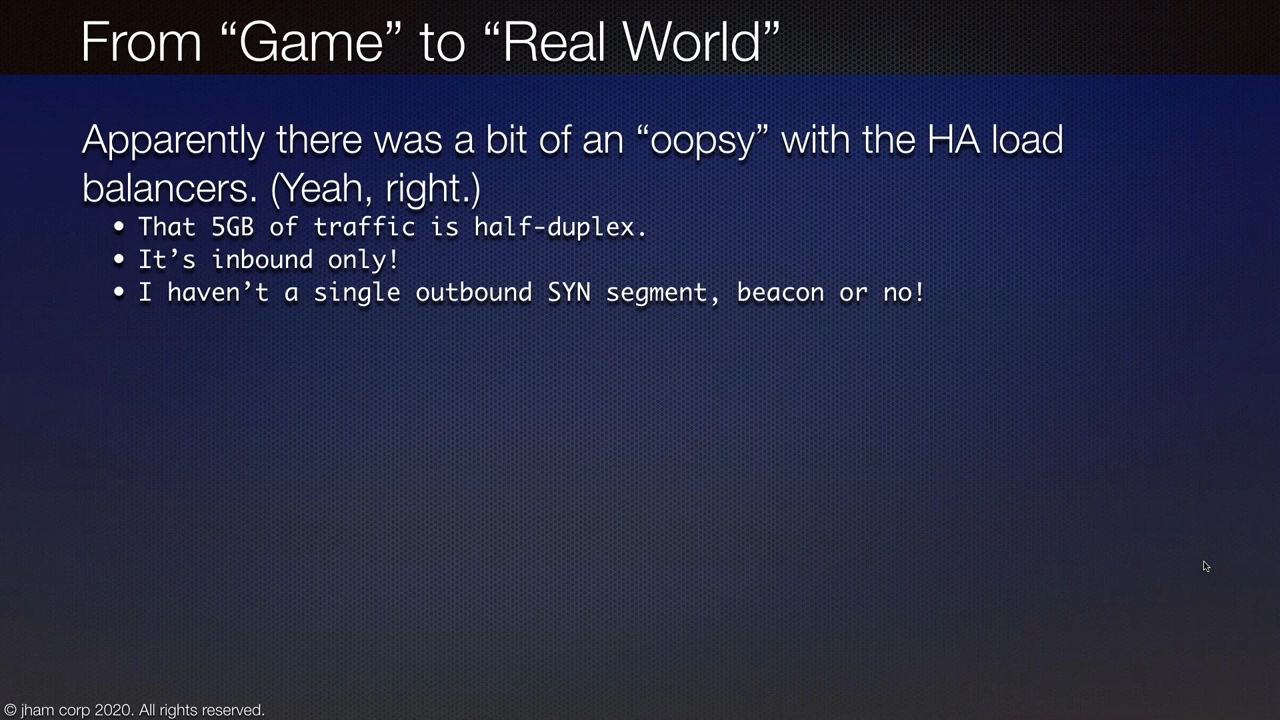 From “Game” to “Real World”
Apparently there was a bit of an “oopsy” with the HA load
balancers. (Yeah, right.)
• That 5GB of traffic is half-duplex.
• It’s inbound only!
• I haven’t a single outbound SYN segment, beacon or no!
© jham corp 2020. All rights reserved.